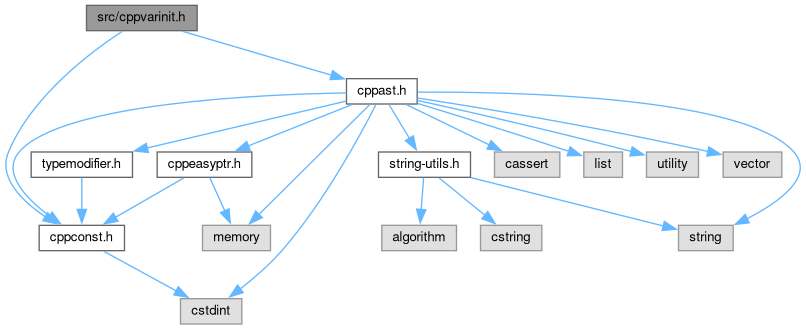 src/cppvarinit.h
cppast.h
typemodifier.h
cppeasyptr.h
string-utils.h
cassert
list
utility
vector
cppconst.h
memory
algorithm
cstring
string
cstdint